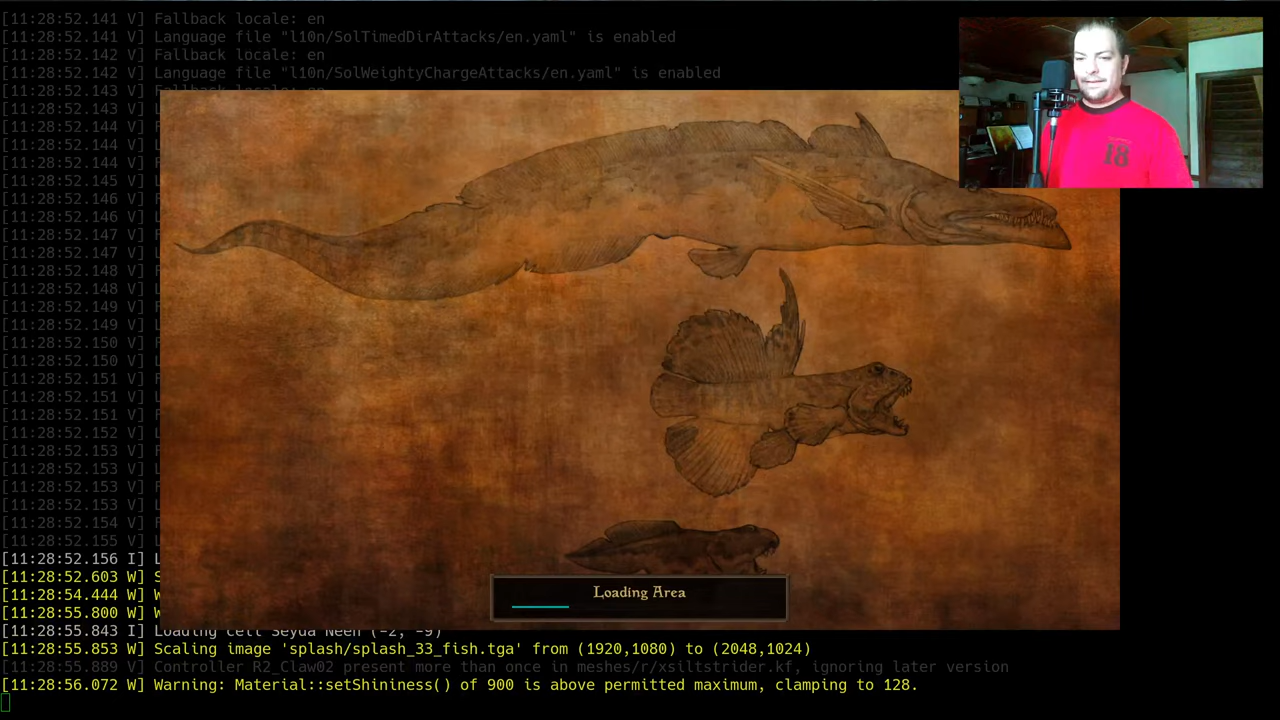 [11:28:52.141 V] Fallback locale: en
[11:28:52.141 V] Language file "l10n/SolTimedDirAttacks/en.yaml" is enabled
[11:28:52.142 V] Fallback locale: en
[11:28:52.142 V] Language file "l10n/SolWeightyChargeAttacks/en.yaml" is enabled
[11:28:52.143 V] Fallback locale: en
[11:28:52.143 V] L
[11:28:52.144 V] F
[11:28:52.144 V] L
[11:28:52.144 V] F
[11:28:52.145 V] L
[11:28:52.146 V] F
[11:28:52.146 V] L
[11:28:52.147 V] F
[11:28:52.147 V] L
[11:28:52.148 V] F
[11:28:52.148 V] L
[11:28:52.149 V] F
[11:28:52.149 V] L
[11:28:52.150 V] F
[11:28:52.150 V] L
[11:28:52.151 V] F
[11:28:52.151 V] L
[11:28:52.151 V] F
[11:28:52.152 V] L
[11:28:52.153 V] F
[11:28:52.153 V] L
[11:28:52.153 V] F
[11:28:52.153 V] L
[11:28:52.154 V] F
[11:28:52.155 V] L
[11:28:52.156 I] L
[11:28:52.603 W] S
[11:28:54.444 W] W
[11:28:55.800 W] W
[11:28:55.843 I] Loading cell Seyda Neen (-2, -9)
[11:28:55.853 W] Scaling image 'splash/splash_33_fish.tga' from (1920,1080) to (2048,1024)
[11:28:55.889 V] Controller R2_Claw02 present more than once in meshes/r/xsiltstrider.kf, ignoring later version
[11:28:56.072 W] Warning: Material::setShininess() of 900 is above permitted maximum, clamping to 128.
Loading Area
18